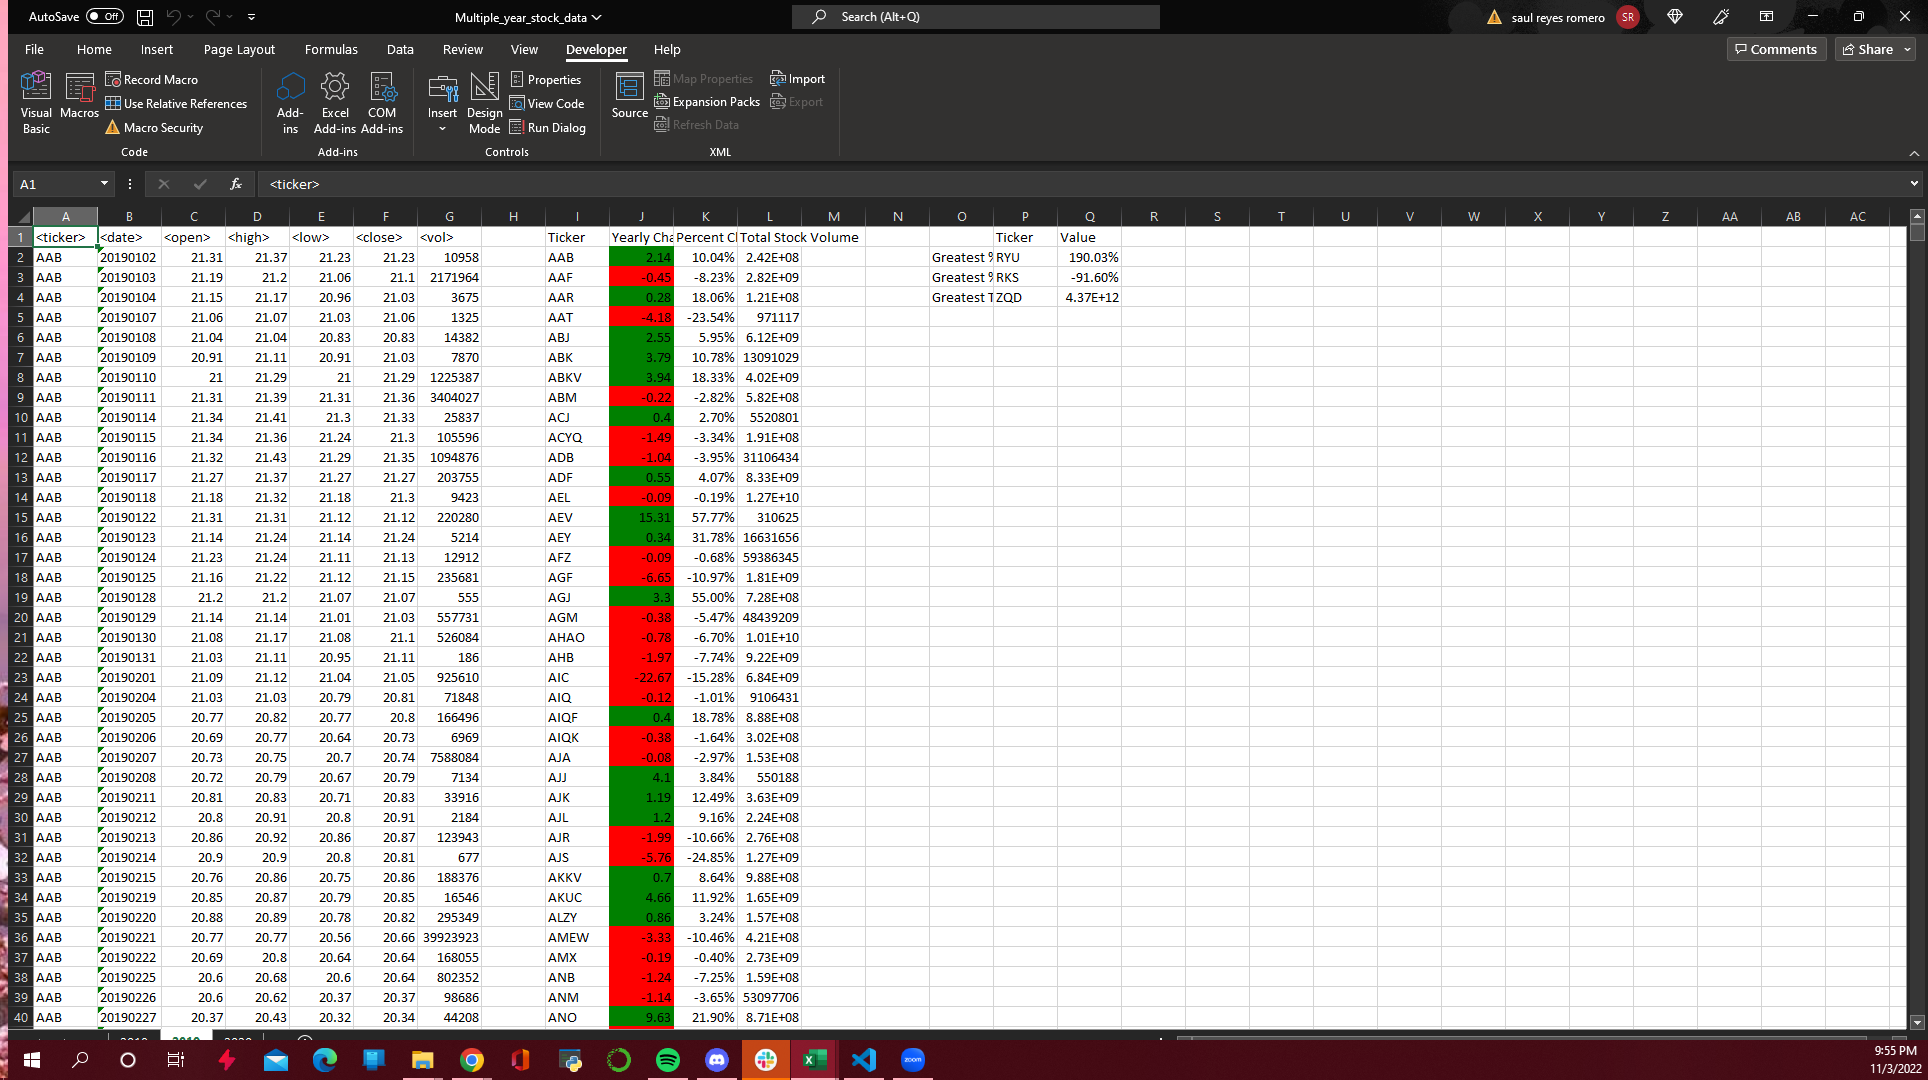 AutoSave Off Multiple_year_stock_data Search (Alt+Q) saul reyes romero SR
File Home Insert Page Layout Formulas Data Review View Developer Help Comments Share
Visual Basic Macros Record Macro Use Relative References Macro Security Add-ins Excel Add-ins COM Add-ins Insert Design Mode Properties View Code Run Dialog Source Map Properties Expansion Packs Refresh Data Import Export
Code Add-ins Controls XML
A1 fx <ticker>
A B C D E F G H I J K L M N O P Q R S T U V W X Y Z AA AB AC
1 <ticker> <date> <open> <high> <low> <close> <vol> Ticker Yearly Cha Percent C Total Stock Volume Ticker Value
2 AAB 20190102 21.31 21.37 21.23 21.23 10958 AAB 2.14 10.04% 2.42E+08 Greatest % RYU 190.03%
3 AAB 20190103 21.19 21.2 21.06 21.1 2171964 AAF -0.45 -8.23% 2.82E+09 Greatest % RKS -91.60%
4 AAB 20190104 21.15 21.17 20.96 21.03 3675 AAR 0.28 18.06% 1.21E+08 Greatest T ZQD 4.37E+12
5 AAB 20190107 21.06 21.07 21.03 21.06 1325 AAT -4.18 -23.54% 971117
6 AAB 20190108 21.04 21.04 20.83 20.83 14382 ABJ 2.55 5.95% 6.12E+09
7 AAB 20190109 20.91 21.11 20.91 21.03 7870 ABK 3.79 10.78% 13091029
8 AAB 20190110 21 21.29 21 21.29 1225387 ABKV 3.94 18.33% 4.02E+09
9 AAB 20190111 21.31 21.39 21.31 21.36 3404027 ABM -0.22 -2.82% 5.82E+08
10 AAB 20190114 21.34 21.41 21.3 21.33 25837 ACJ 0.4 2.70% 5520801
11 AAB 20190115 21.34 21.36 21.24 21.3 105596 ACYQ -1.49 -3.34% 1.91E+08
12 AAB 20190116 21.32 21.43 21.29 21.35 1094876 ADB -1.04 -3.95% 31106434
13 AAB 20190117 21.27 21.37 21.27 21.27 203755 ADF 0.55 4.07% 8.33E+09
14 AAB 20190118 21.18 21.32 21.18 21.3 9423 AEL -0.09 -0.19% 1.27E+10
15 AAB 20190122 21.31 21.31 21.12 21.12 220280 AEV 15.31 57.77% 310625
16 AAB 20190123 21.14 21.24 21.14 21.24 5214 AEY 0.34 31.78% 16631656
17 AAB 20190124 21.23 21.24 21.11 21.13 12912 AFZ -0.09 -0.68% 59386345
18 AAB 20190125 21.16 21.22 21.12 21.15 235681 AGF -6.65 -10.97% 1.81E+09
19 AAB 20190128 21.2 21.2 21.07 21.07 555 AGJ 3.3 55.00% 7.28E+08
20 AAB 20190129 21.14 21.14 21.01 21.03 557731 AGM -0.38 -5.47% 48439209
21 AAB 20190130 21.08 21.17 21.08 21.1 526084 AHAO -0.78 -6.70% 1.01E+10
22 AAB 20190131 21.03 21.11 20.95 21.11 186 AHB -1.97 -7.74% 9.22E+09
23 AAB 20190201 21.09 21.12 21.04 21.05 925610 AIC -22.67 -15.28% 6.84E+09
24 AAB 20190204 21.03 21.03 20.79 20.81 71848 AIQ -0.12 -1.01% 9106431
25 AAB 20190205 20.77 20.82 20.77 20.8 166496 AIQF 0.4 18.78% 8.88E+08
26 AAB 20190206 20.69 20.77 20.64 20.73 6969 AIQK -0.38 -1.64% 3.02E+08
27 AAB 20190207 20.73 20.75 20.7 20.74 7588084 AJA -0.08 -2.97% 1.53E+08
28 AAB 20190208 20.72 20.79 20.67 20.79 7134 AJJ 4.1 3.84% 550188
29 AAB 20190211 20.81 20.83 20.71 20.83 33916 AJK 1.19 12.49% 3.63E+09
30 AAB 20190212 20.8 20.91 20.8 20.91 2184 AJL 1.2 9.16% 2.24E+08
31 AAB 20190213 20.86 20.92 20.86 20.87 123943 AJR -1.99 -10.66% 2.76E+08
32 AAB 20190214 20.9 20.9 20.8 20.81 677 AJS -5.76 -24.85% 1.27E+09
33 AAB 20190215 20.76 20.86 20.75 20.86 188376 AKKV 0.7 8.64% 9.88E+08
34 AAB 20190219 20.85 20.87 20.79 20.85 16546 AKUC 4.66 11.92% 1.65E+09
35 AAB 20190220 20.88 20.89 20.78 20.82 295349 ALZY 0.86 3.24% 1.57E+08
36 AAB 20190221 20.77 20.77 20.56 20.66 39923923 AMEW -3.33 -10.46% 4.21E+08
37 AAB 20190222 20.69 20.8 20.64 20.64 168055 AMX -0.19 -0.40% 2.73E+09
38 AAB 20190225 20.6 20.68 20.6 20.64 802352 ANB -1.24 -7.25% 1.59E+08
39 AAB 20190226 20.6 20.62 20.37 20.37 98686 ANM -1.14 -3.65% 53097706
40 AAB 20190227 20.37 20.43 20.32 20.34 44208 ANO 9.63 21.90% 8.71E+08
zoom 9:55 PM
11/3/2022